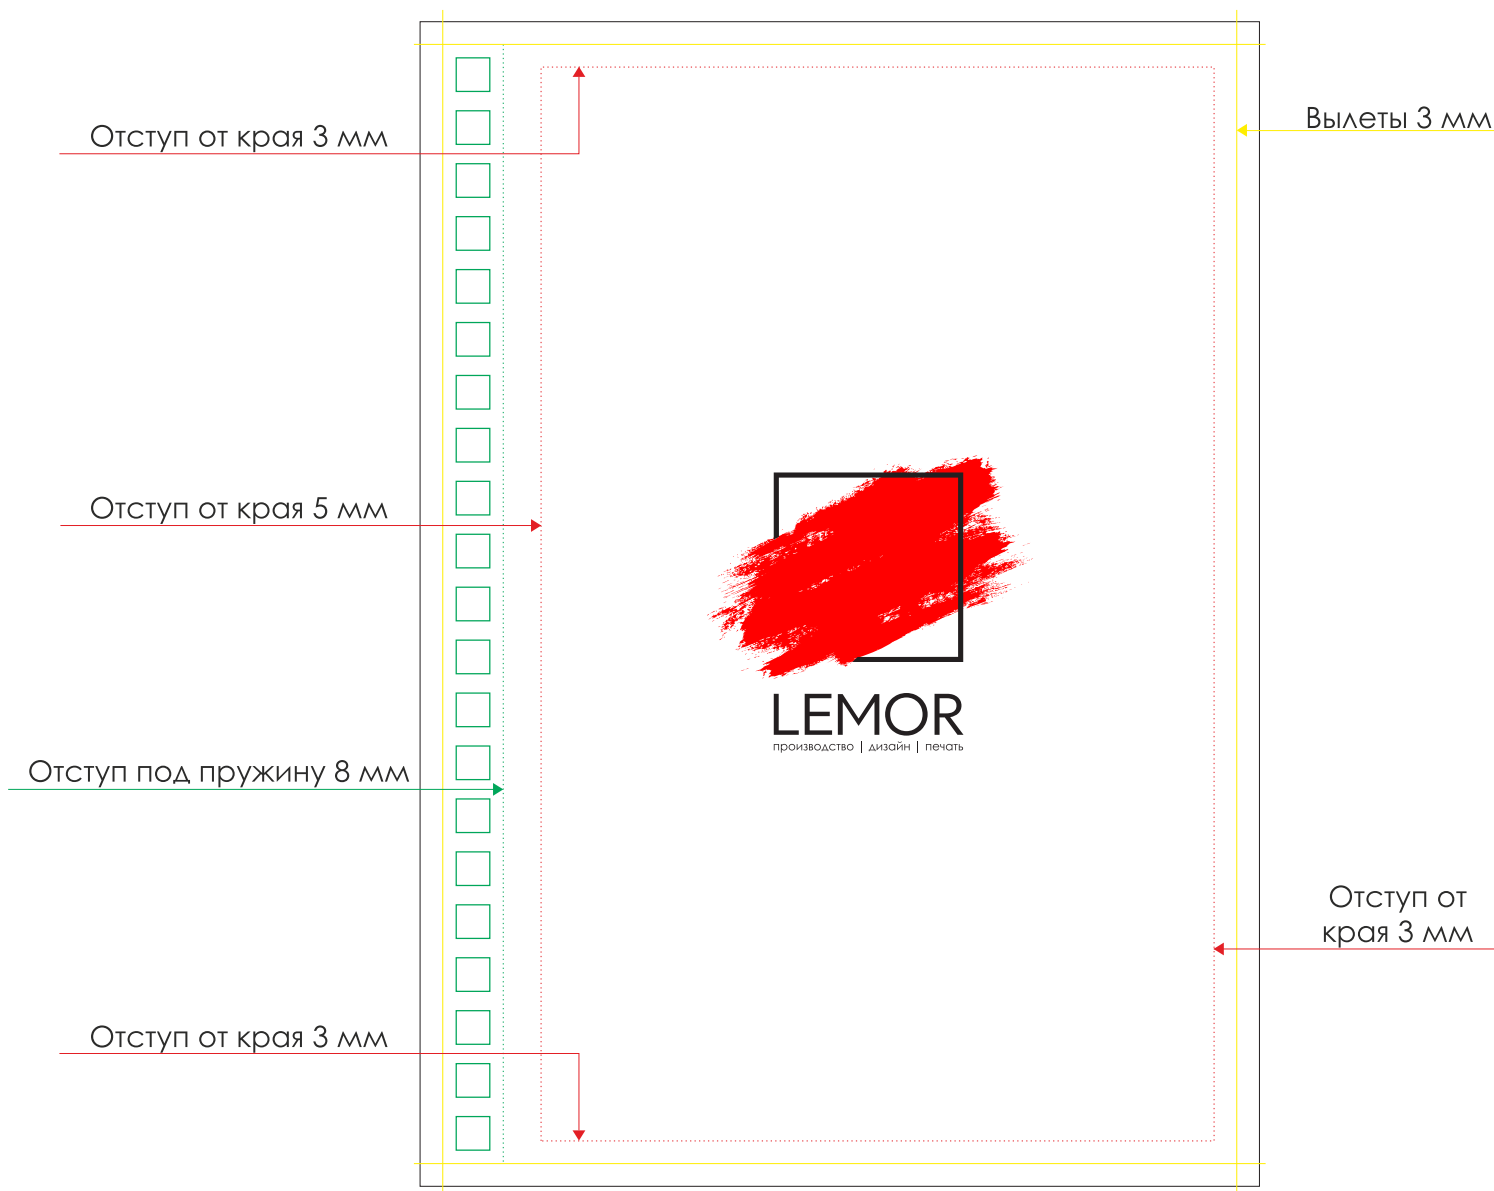 Вылеты 3 мм
Отступ от края 3 мм
Отступ от края 5 мм
LEMOR
производство | дизайн | печать
Отступ под пружину 8 мм
Отступ от
края 3 мм
Отступ от края 3 мм